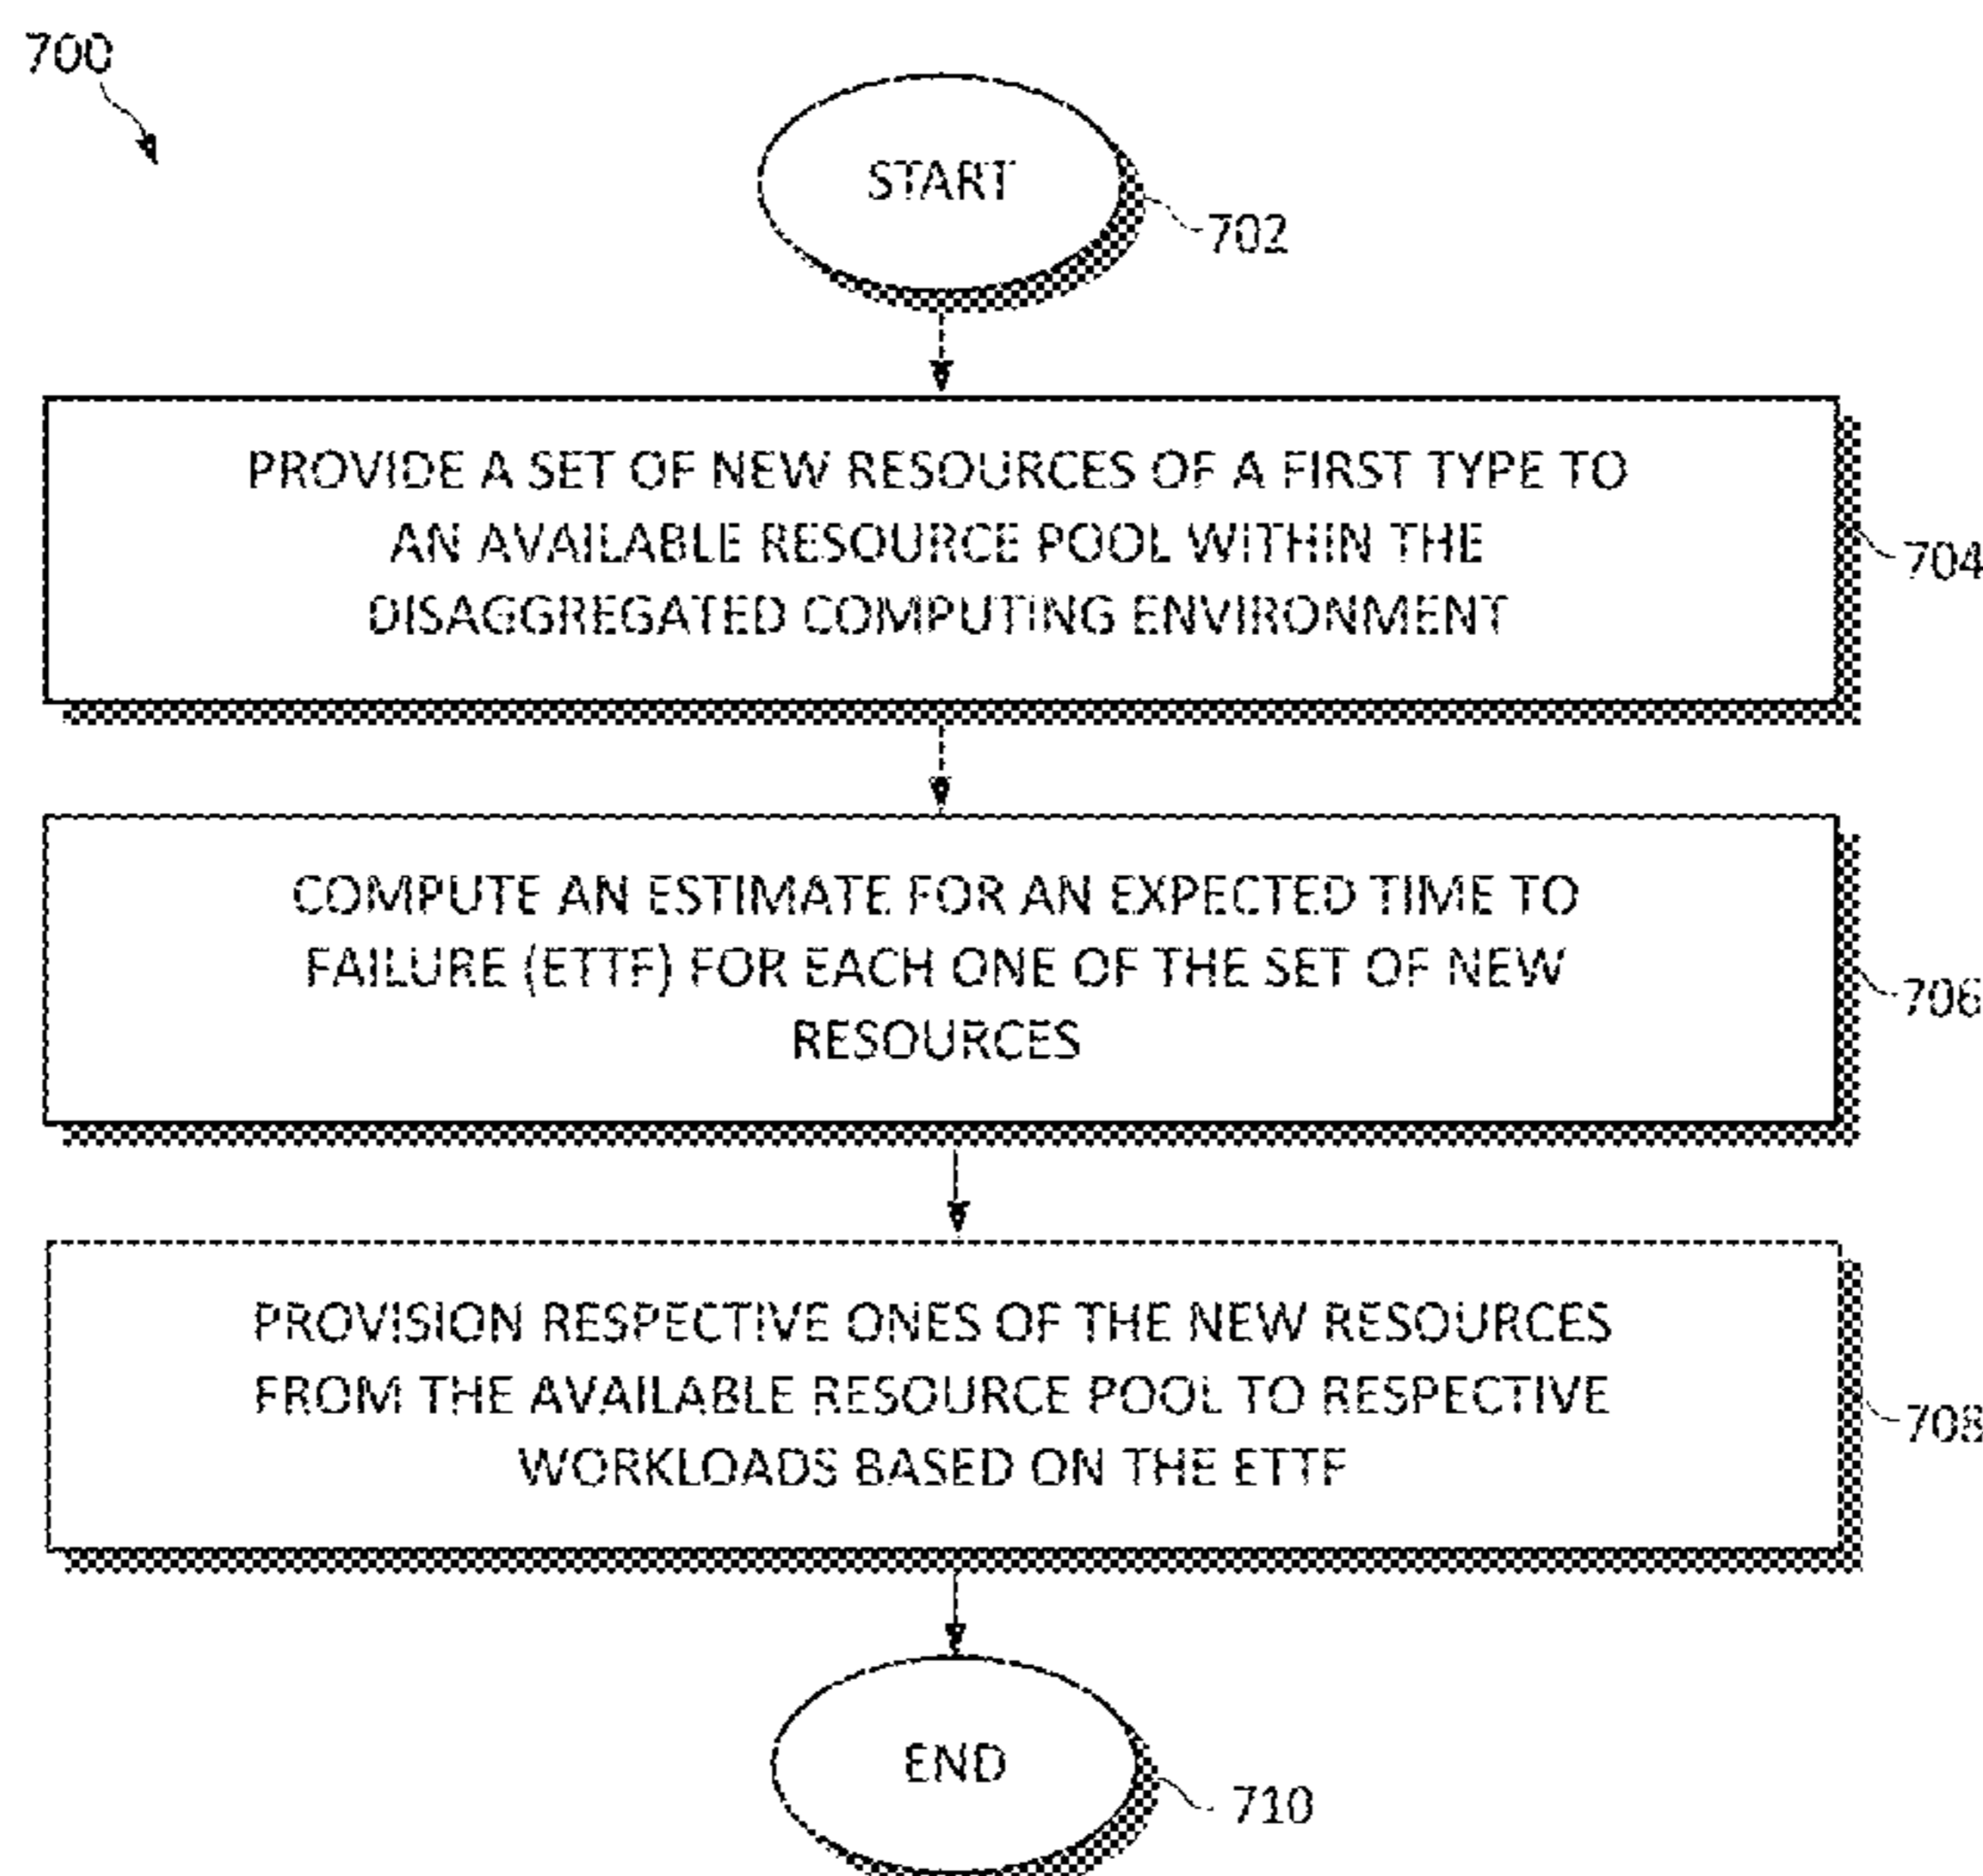 700
START
702
PROVIDE A SET OF NEW RESOURCES OF A FIRST TYPE TO
AN AVAILABLE RESOURCE POOL WITHIN THE
DISAGGREGATED COMPUTING ENVIRONMENT
704
COMPUTE AN ESTIMATE FOR AN EXPECTED TIME TO
FAILURE (ETTF) FOR EACH ONE OF THE SET OF NEW
RESOURCES
706
PROVISION RESPECTIVE ONES OF THE NEW RESOURCES
FROM THE AVAILABLE RESOURCE POOL TO RESPECTIVE
WORKLOADS BASED ON THE ETTF
708
END
710